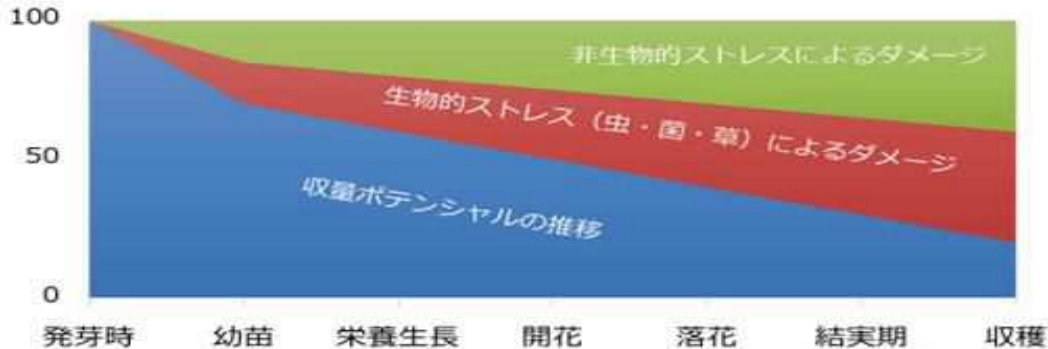 100
非生物的ストレスによるダメージ
生物的ストレス（虫・菌・草）によるダメージ
50
収量ポテンシャルの推移
0
発芽時 幼苗 栄養生長 開花 落花 結実期 収穫